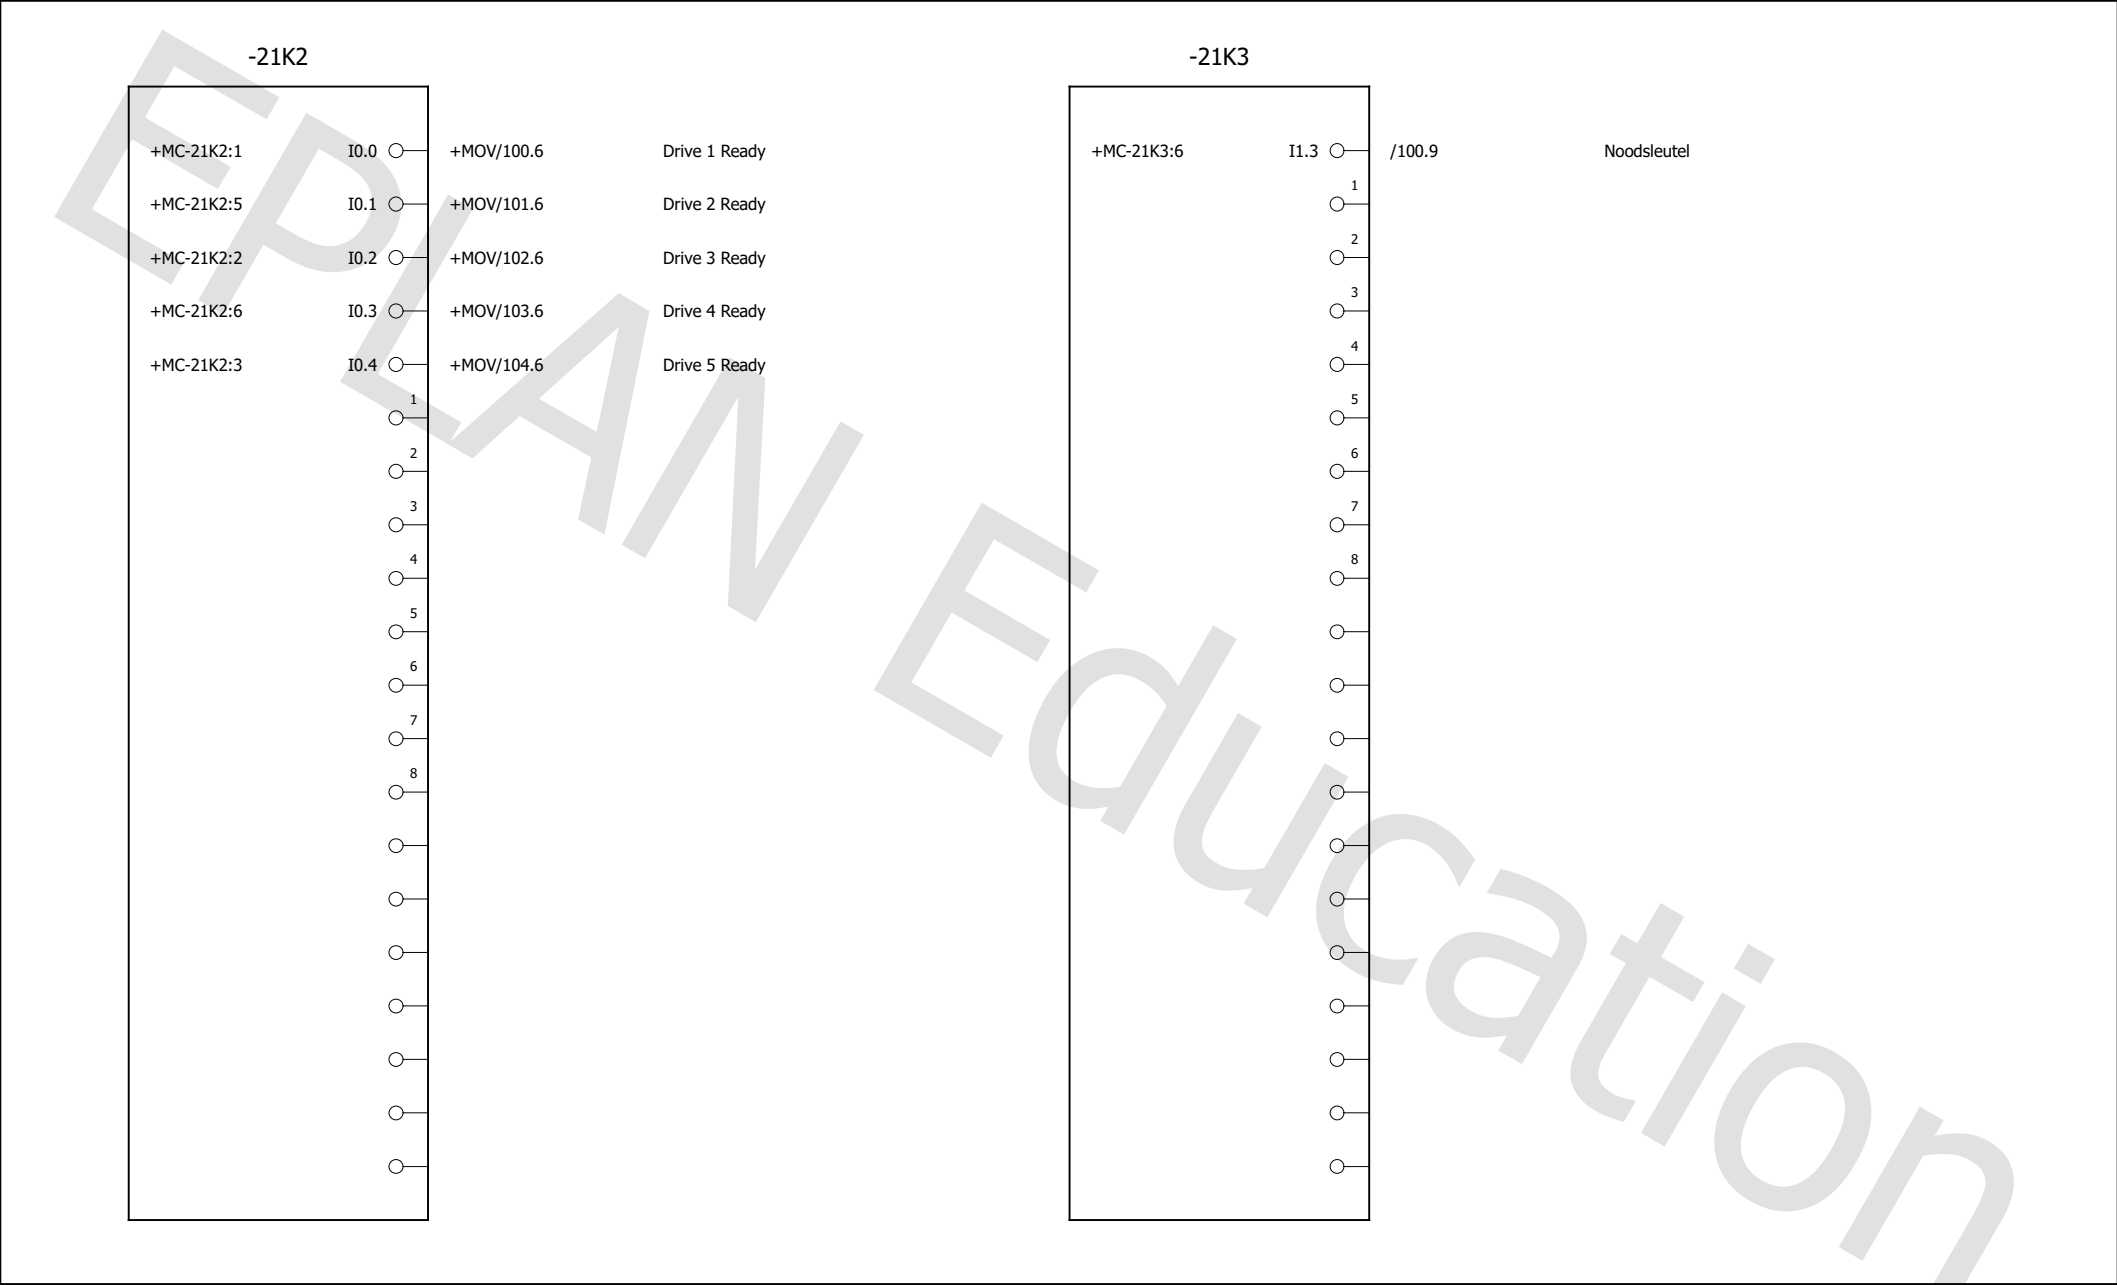 -21K2
+MC-21K2:1 I0.0 +MOV/100.6 Drive 1 Ready
+MC-21K2:5 I0.1 +MOV/101.6 Drive 2 Ready
+MC-21K2:2 I0.2 +MOV/102.6 Drive 3 Ready
+MC-21K2:6 I0.3 +MOV/103.6 Drive 4 Ready
+MC-21K2:3 I0.4 +MOV/104.6 Drive 5 Ready
1
2
3
4
5
6
7
8
-21K3
+MC-21K3:6 I1.3 /100.9 Noodsleutel
1
2
3
4
5
6
7
8
EPLAN Education